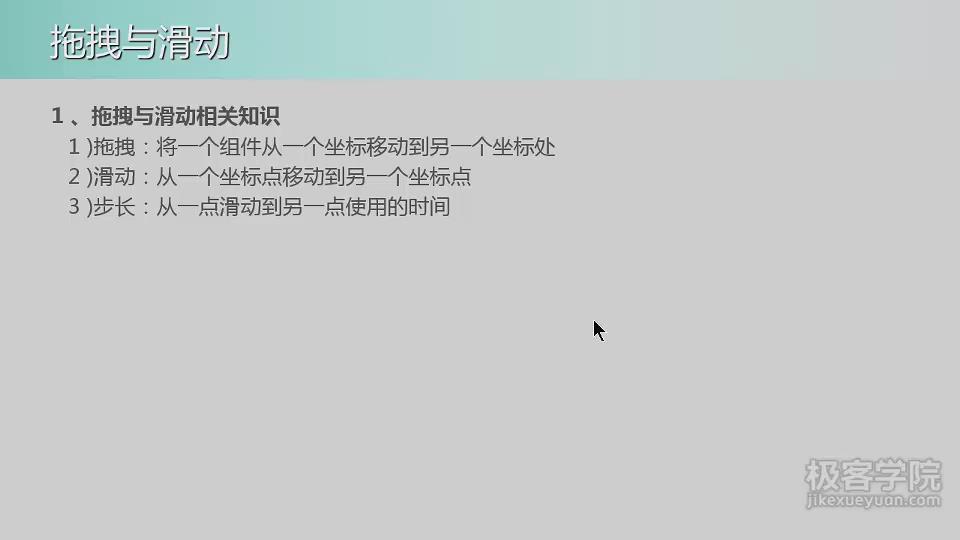 拖拽与滑动
1、拖拽与滑动相关知识
1)拖拽：将一个组件从一个坐标移动到另一个坐标处
2)滑动：从一个坐标点移动到另一个坐标点
3)步长：从一点滑动到另一点使用的时间
极客学院
jikexueyuan.com